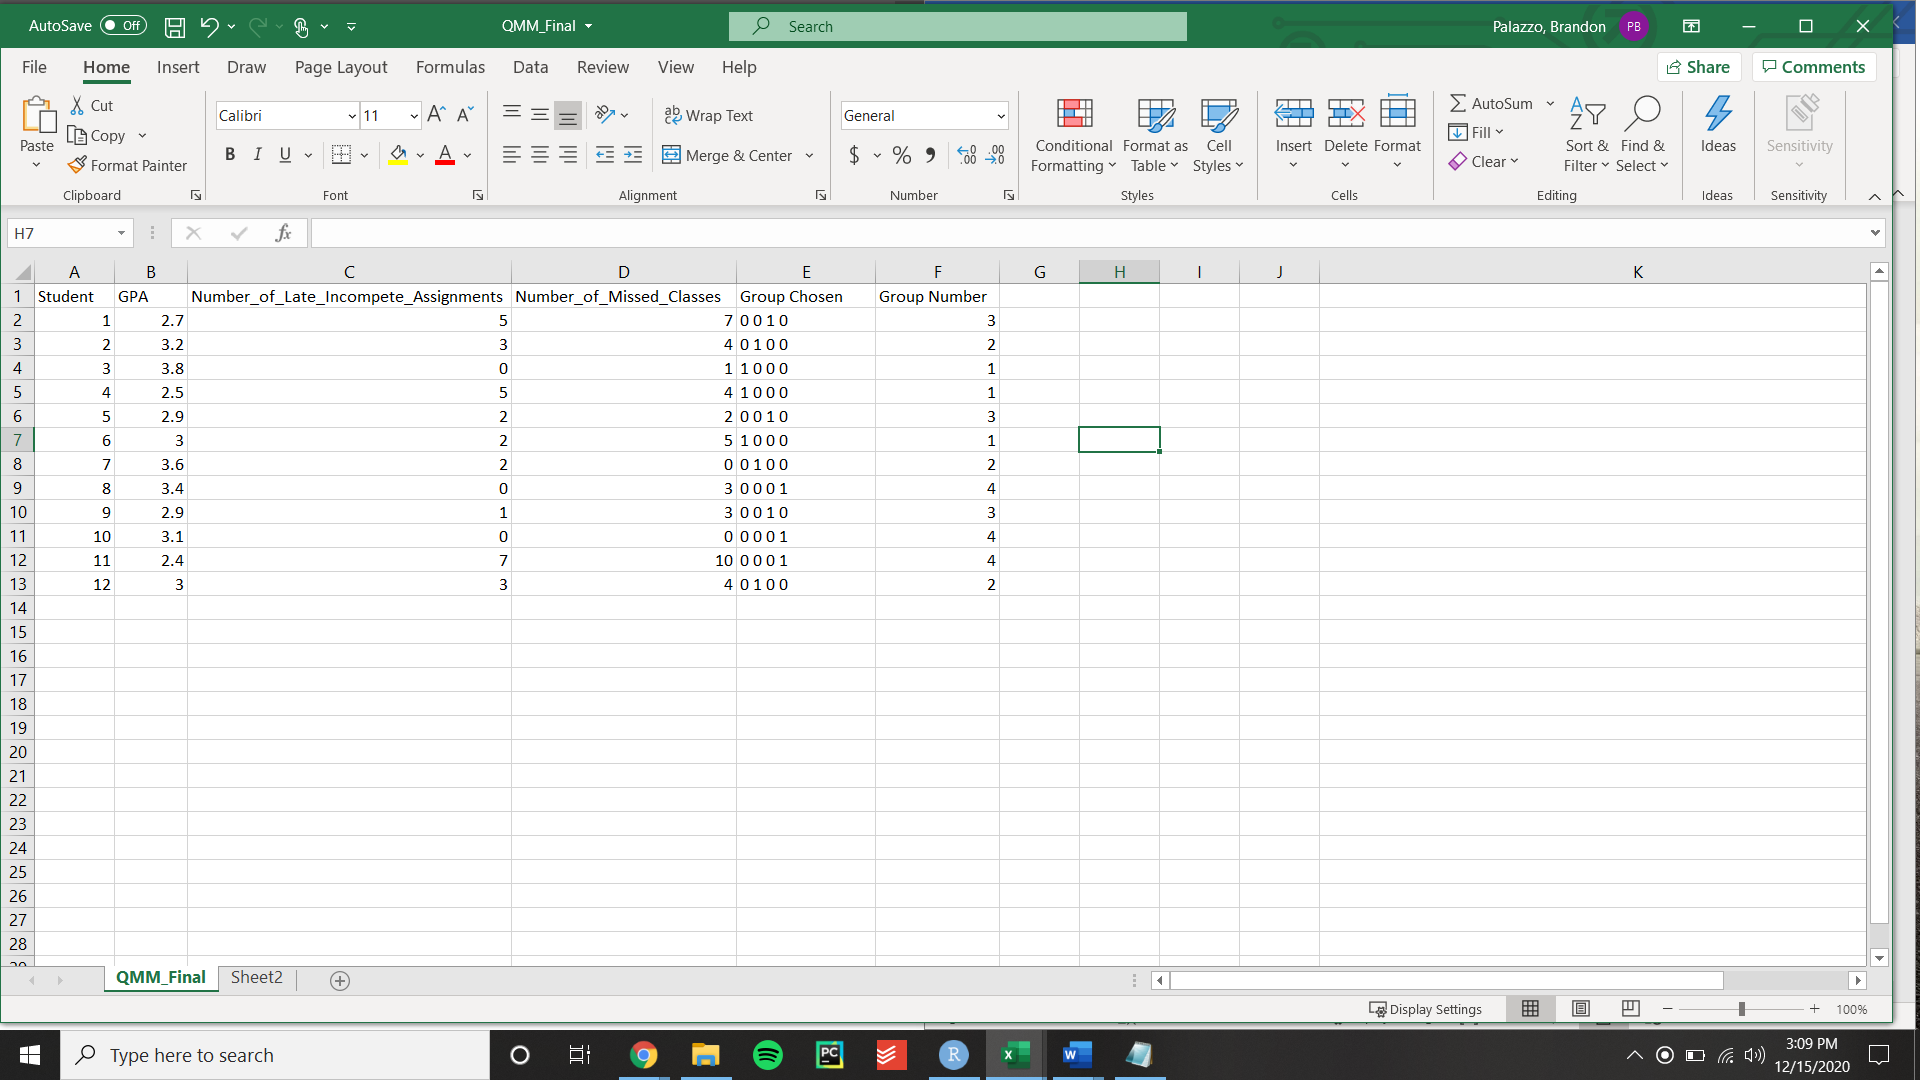 AutoSave Off QMM_Final Search Palazzo, Brandon PB
File Home Insert Draw Page Layout Formulas Data Review View Help Share Comments
Paste Cut Copy Format Painter Clipboard
Calibri 11 A A B I U A Font
Wrap Text Merge & Center Alignment
General $ % Number
Conditional Formatting Format as Table Cell Styles Styles
Insert Delete Format Cells
AutoSum Fill Clear Sort & Filter Find & Select Editing
Ideas Ideas
Sensitivity Sensitivity
H7 fx
A B C D E F G H I J K
1 Student GPA Number_of_Late_Incompete_Assignments Number_of_Missed_Classes Group Chosen Group Number
2 1 2.7 5 7 0 0 1 0 3
3 2 3.2 3 4 0 1 0 0 2
4 3 3.8 0 1 1 0 0 0 1
5 4 2.5 5 4 1 0 0 0 1
6 5 2.9 2 2 0 0 1 0 3
7 6 3 2 5 1 0 0 0 1
8 7 3.6 2 0 0 1 0 0 2
9 8 3.4 0 3 0 0 0 1 4
10 9 2.9 1 3 0 0 1 0 3
11 10 3.1 0 0 0 0 0 1 4
12 11 2.4 7 10 0 0 0 1 4
13 12 3 3 4 0 1 0 0 2
14
15
16
17
18
19
20
21
22
23
24
25
26
27
28
QMM_Final Sheet2
Display Settings 100%
Type here to search
3:09 PM
12/15/2020